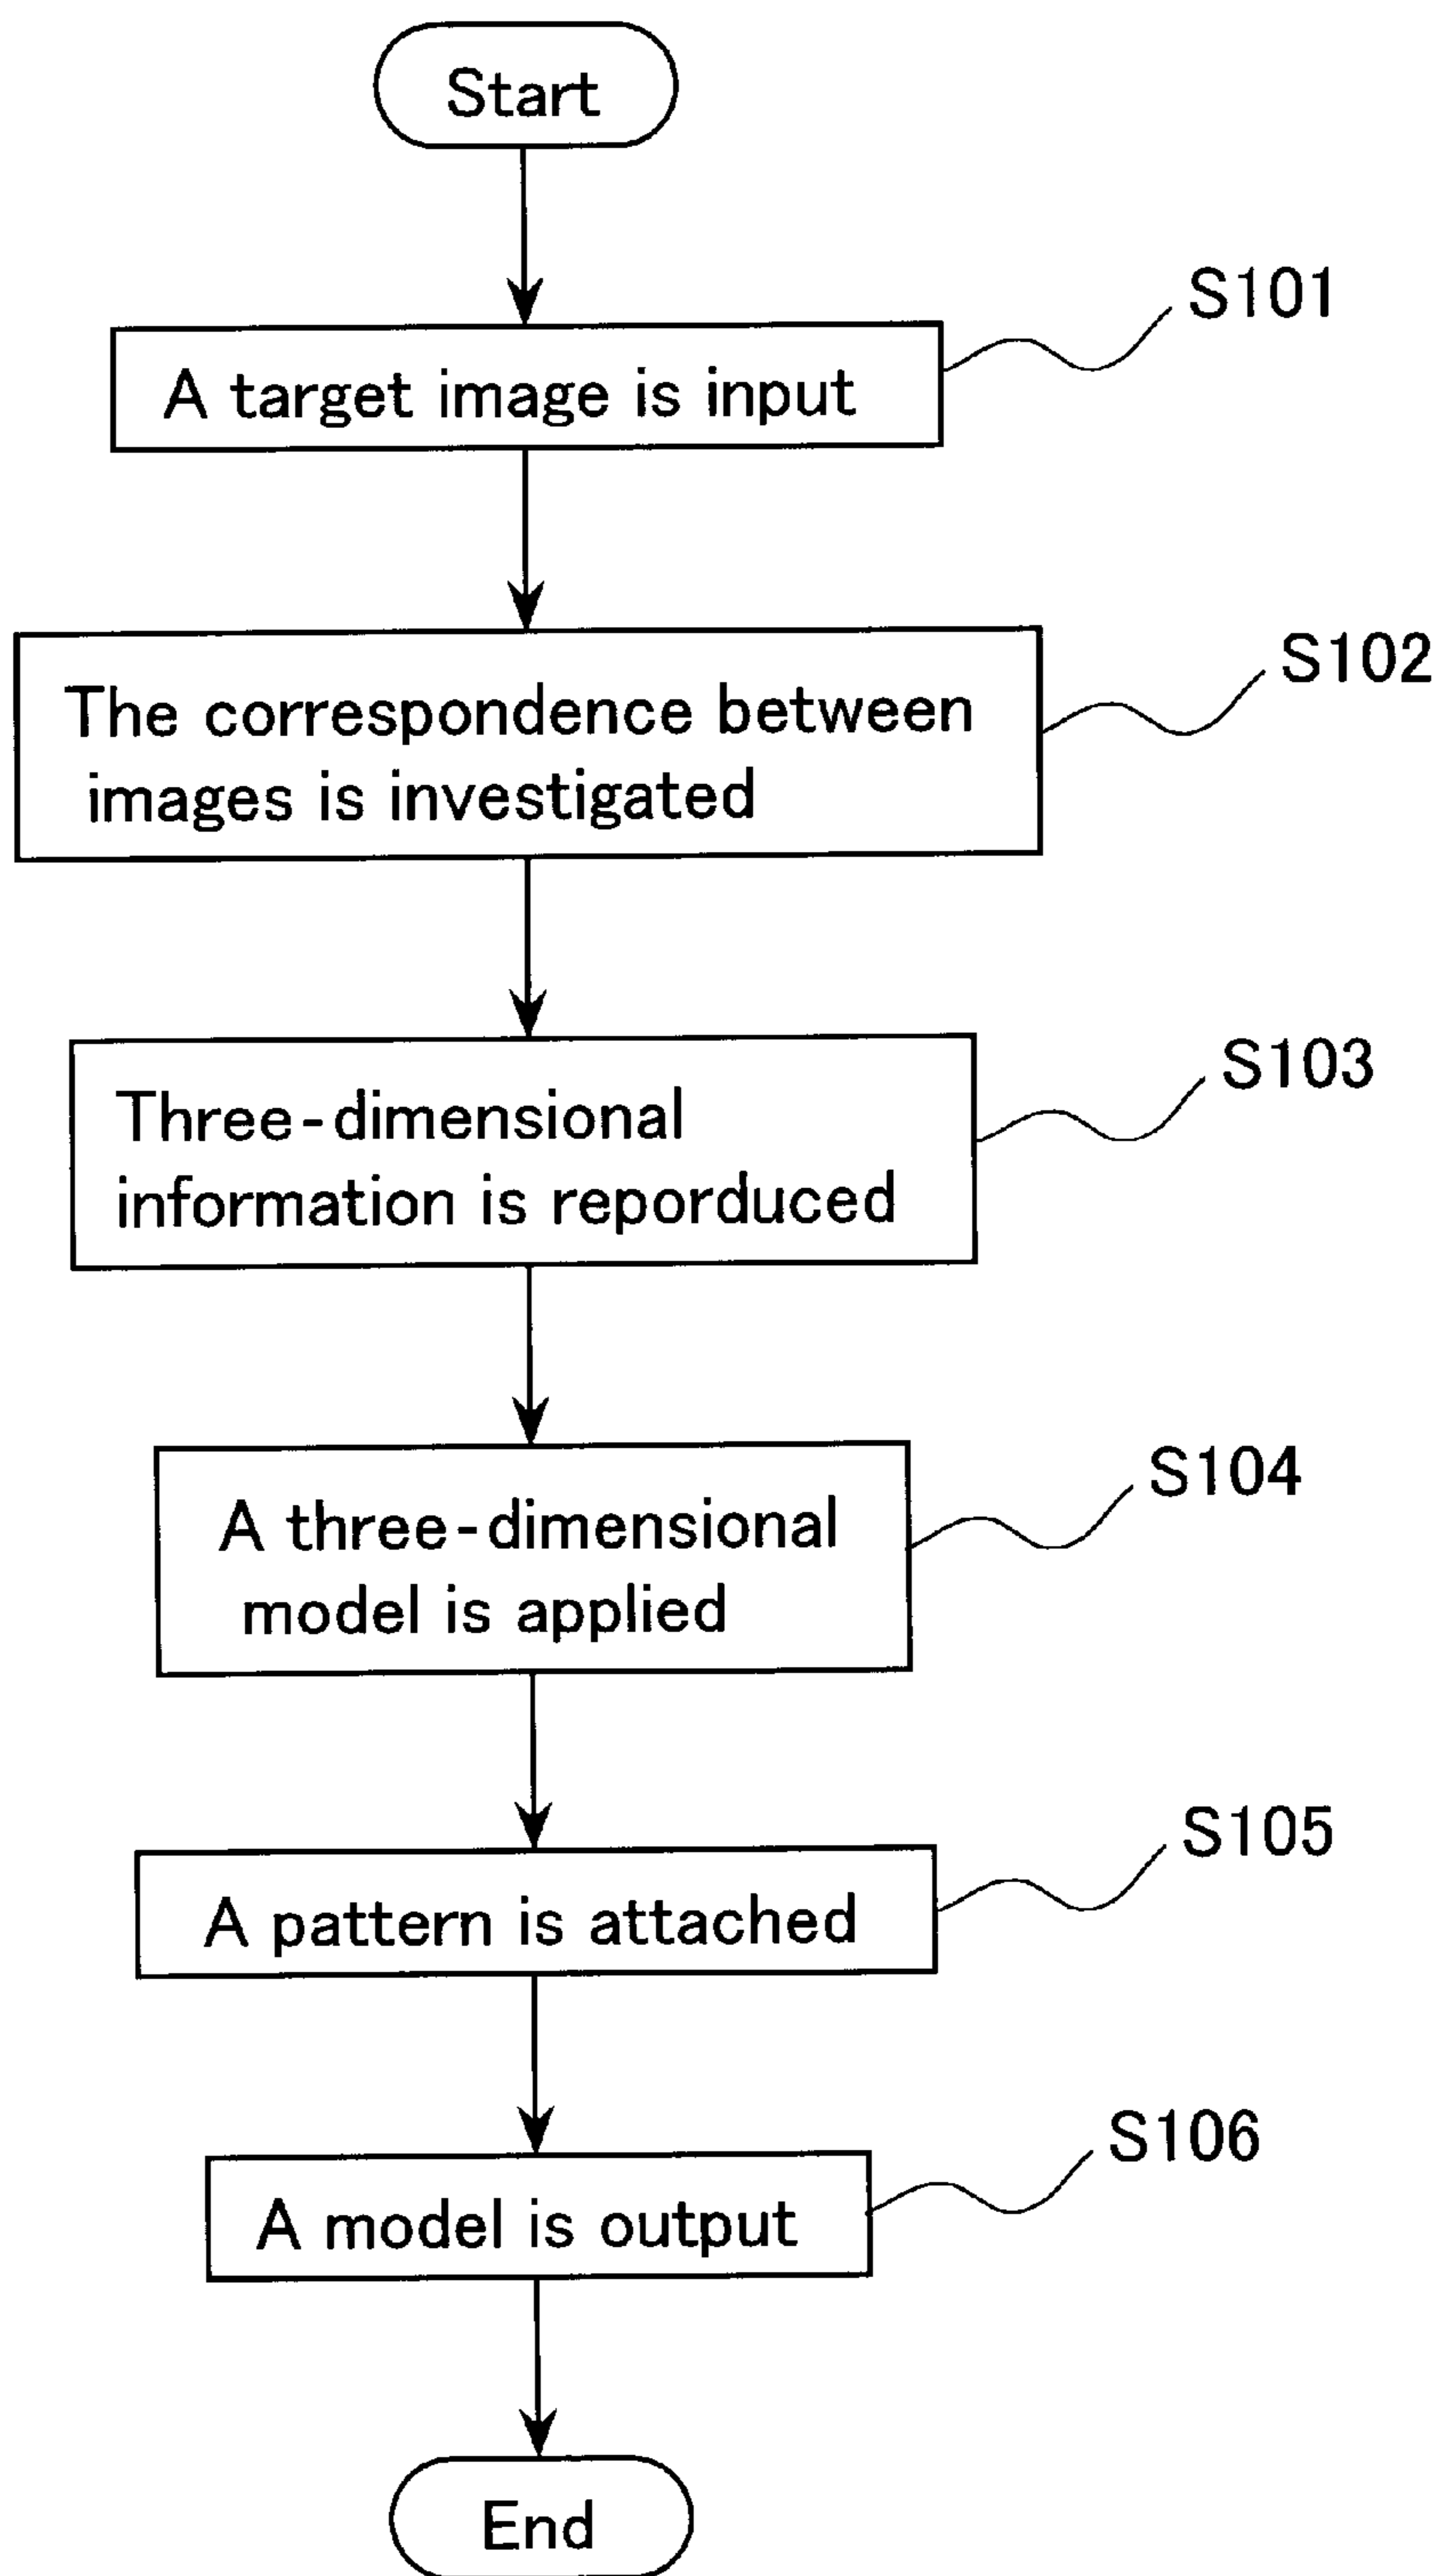 Start
S101
A target image is input
S102
The correspondence between
images is investigated
S103
Three-dimensional
information is reporduced
S104
A three-dimensional
model is applied
S105
A pattern is attached
S106
A model is output
End